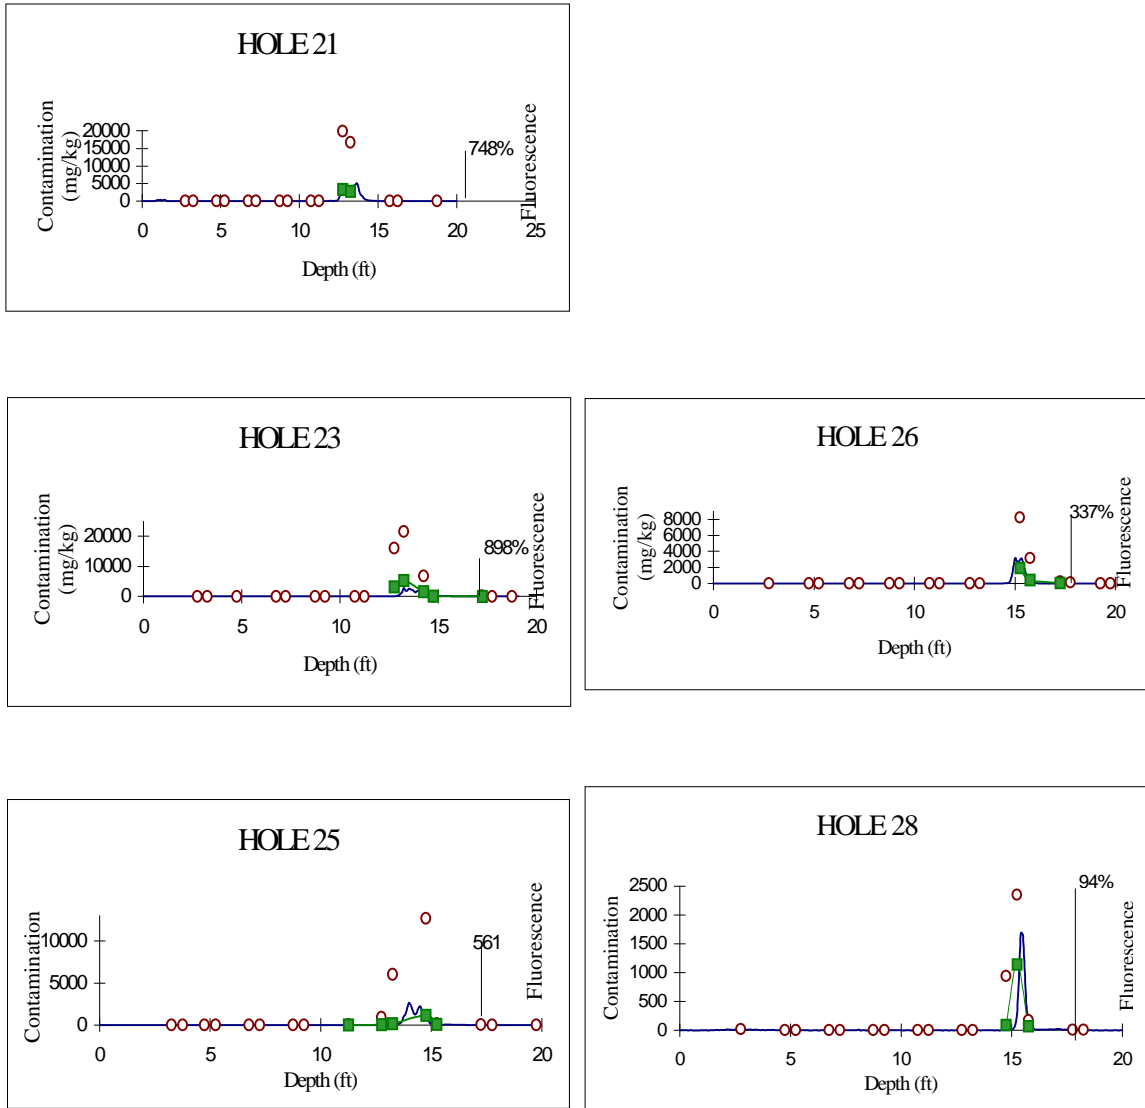 HOLE 21
Contamination
(mg/kg)
20000
15000
10000
5000
0
748%
Fluorescence
0 5 10 15 20 25
Depth (ft)
HOLE 23
Contamination
(mg/kg)
20000
10000
0
898%
Fluorescence
0 5 10 15 20
Depth (ft)
HOLE 26
Contamination
(mg/kg)
8000
6000
4000
2000
0
337%
Fluorescence
0 5 10 15 20
Depth (ft)
HOLE 25
Contamination
10000
5000
0
561
Fluorescence
0 5 10 15 20
Depth (ft)
HOLE 28
Contamination
2500
2000
1500
1000
500
0
94%
Fluorescence
0 5 10 15 20
Depth (ft)